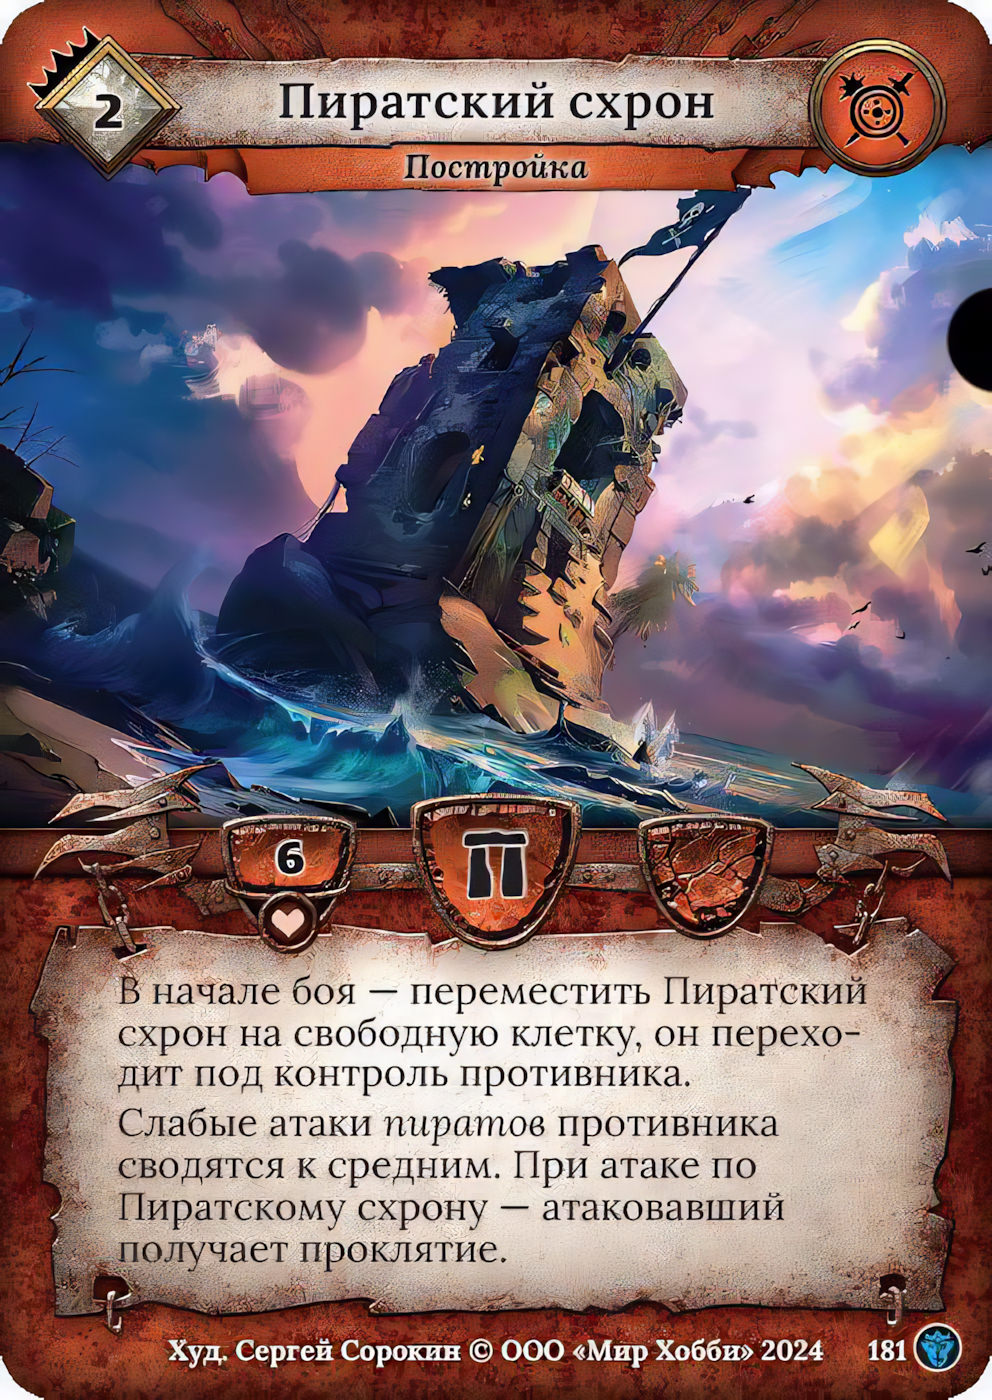 2
Пиратский схрон
Постройка
6
В начале боя — переместить Пиратский
схрон на свободную клетку, он перехо-
дит под контроль противника.
Слабые атаки пиратов противника
сводятся к средним. При атаке по
Пиратскому схрону — атаковавший
получает проклятие.
Худ. Сергей Сорокин © ООО «Мир Хобби» 2024
181